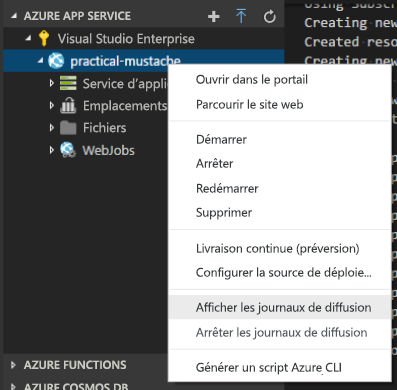 AZURE APP SERVICE
Visual Studio Enterprise
practical-mustache
Service d'appli
Emplacements
Fichiers
WebJobs
AZURE FUNCTIONS
AZURE COSMOS DB
Creating new
Created reso
Creating new
Ouvrir dans le portail
Parcourir le site web
Démarrer
Arrêter
Redémarrer
Supprimer
Livraison continue (préversion)
Configurer la source de déploie...
Afficher les journaux de diffusion
Arrêter les journaux de diffusion
Générer un script Azure CLI